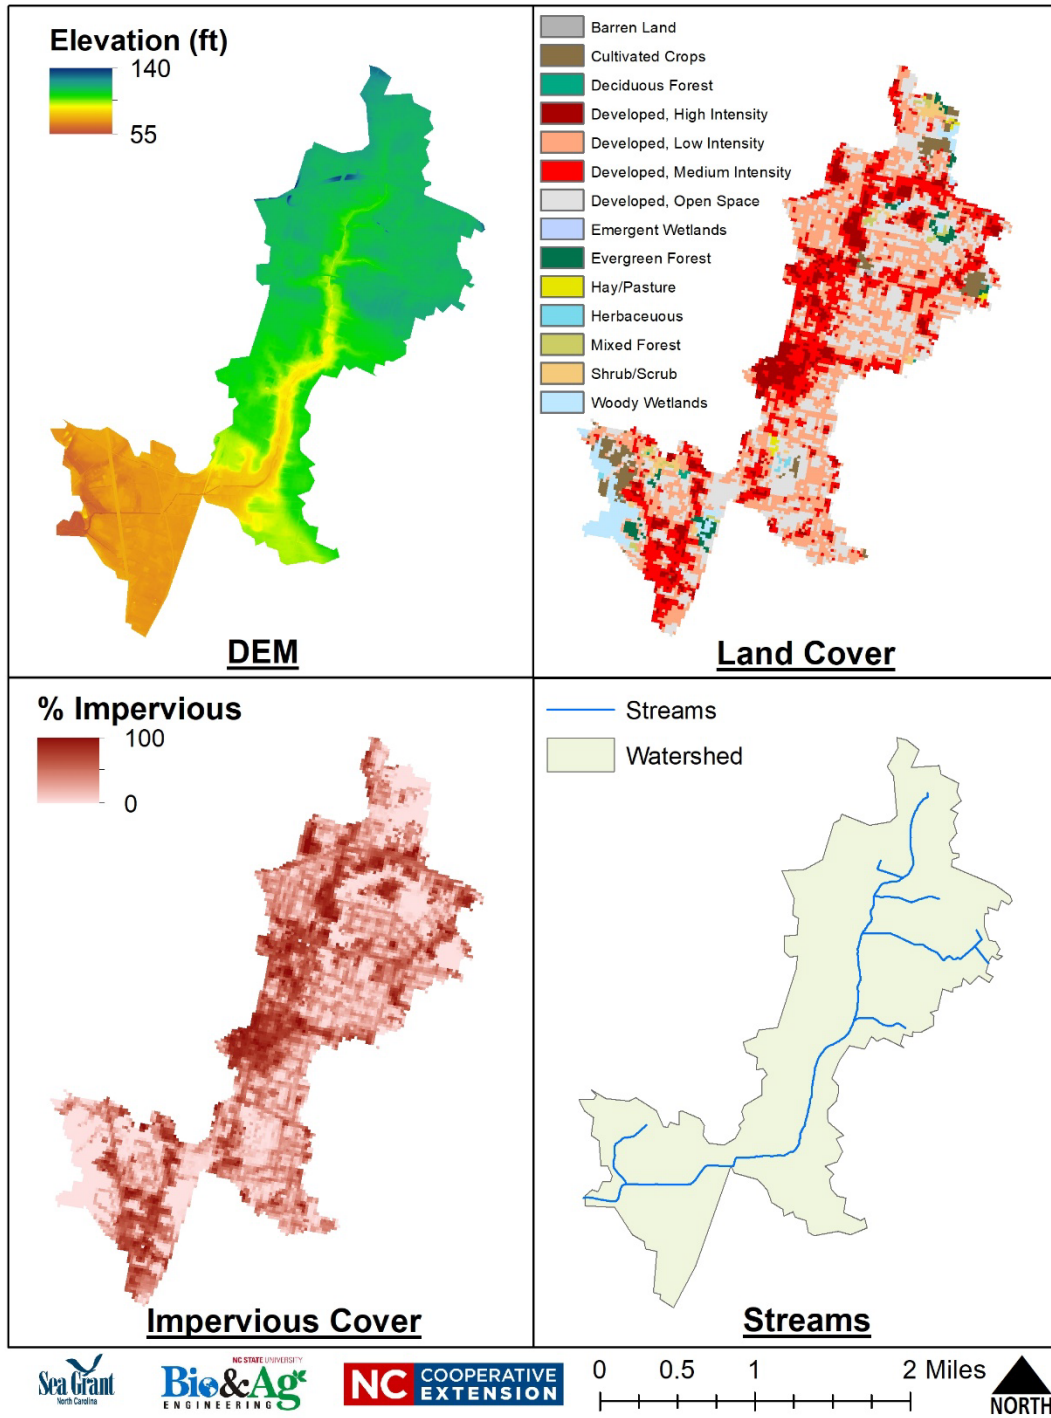 Elevation (ft)
140
55
DEM
Barren Land
Cultivated Crops
Deciduous Forest
Developed, High Intensity
Developed, Low Intensity
Developed, Medium Intensity
Developed, Open Space
Emergent Wetlands
Evergreen Forest
Hay/Pasture
Herbaceuous
Mixed Forest
Shrub/Scrub
Woody Wetlands
Land Cover
% Impervious
100
0
Impervious Cover
Streams
Watershed
Streams
Sea Grant
North Carolina
NC STATE UNIVERSITY
Bio&Ag
ENGINEERING
NC COOPERATIVE
EXTENSION
0 0.5 1 2 Miles
NORTH